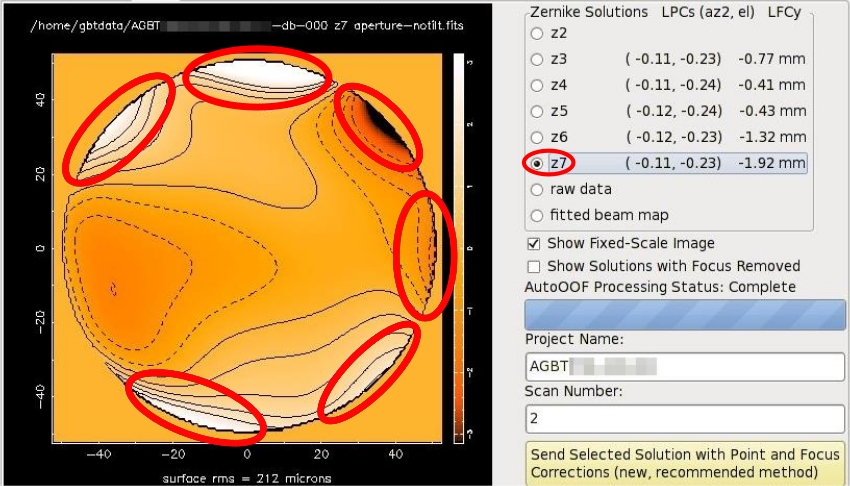 /home/gbtdata/AGBT -db-000 z7 aperture-notilt.fits
40
20
0
-20
-40
-40 -20 0 20 40
surface rms = 212 microns
3
2
1
0
-1
-2
-3
Zernike Solutions LPCs (az2, el) LFCy
z2
z3 ( -0.11, -0.23) -0.77 mm
z4 ( -0.11, -0.24) -0.41 mm
z5 ( -0.12, -0.24) -0.43 mm
z6 ( -0.12, -0.23) -1.32 mm
z7 ( -0.11, -0.23) -1.92 mm
raw data
fitted beam map
Show Fixed-Scale Image
Show Solutions with Focus Removed
AutoOOF Processing Status: Complete
Project Name:
AGBT
Scan Number:
2
Send Selected Solution with Point and Focus
Corrections (new, recommended method)